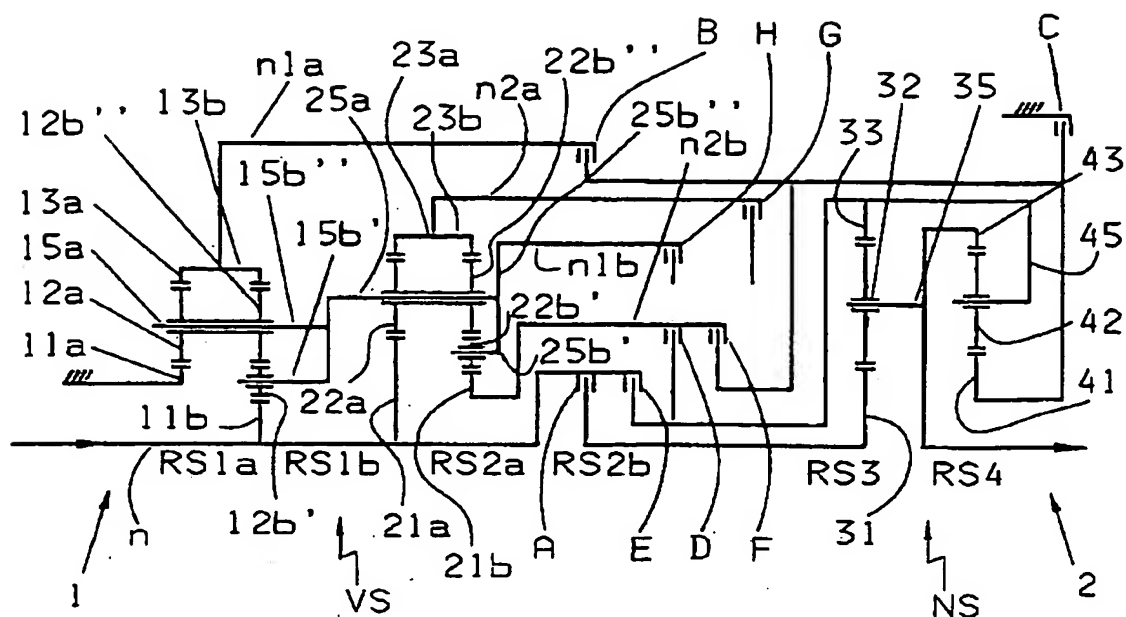 B H G C
23a 22b''
n1a 25a n2a 25b'' 32 35
13b 23b n2b 33
12b'' 43
15b''
13a 15b'
15a n1b 45
12a 22b'
11a 25b' 42
22a
11b 41
RS1a RS1b RS2a RS2b RS3 RS4
n 12b' 21a A E D F 31
21b
1 VS NS 2